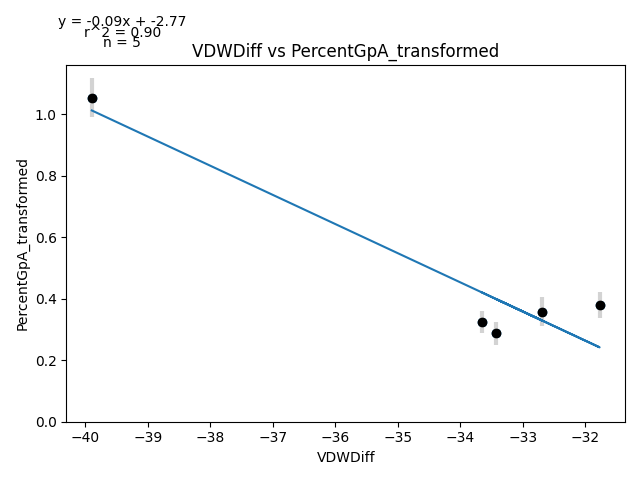 y = -0.09x + -2.77
r^2 = 0.90
n = 5
VDWDiff vs PercentGpA_transformed
PercentGpA_transformed
1.0
0.8
0.6
0.4
0.2
0.0
−40
−39
−38
−37
−36
−35
−34
−33
−32
VDWDiff